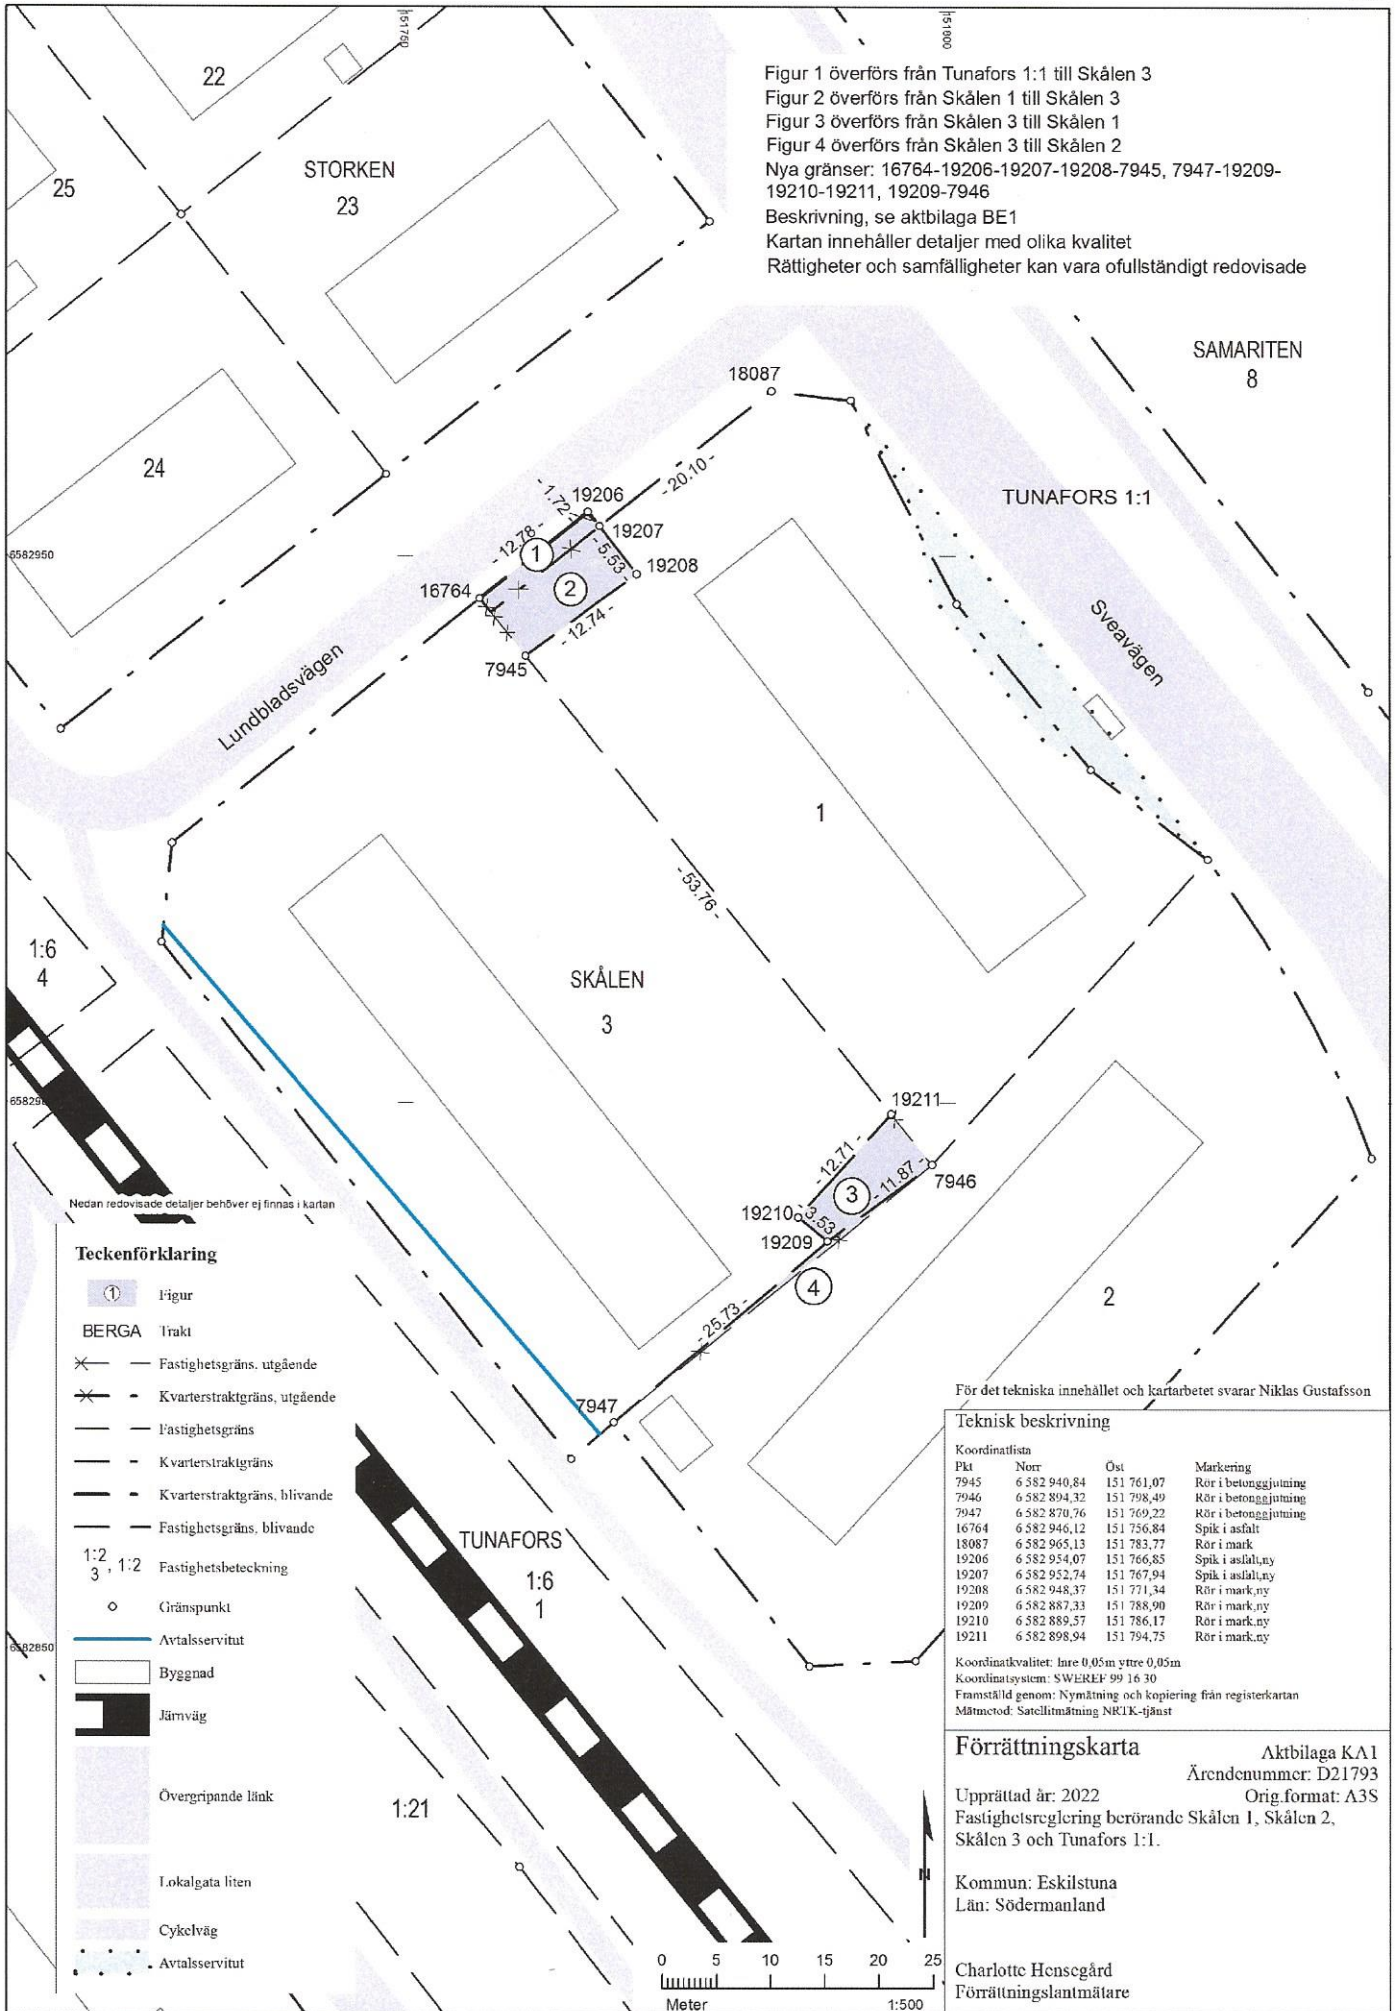 151750
151800
Figur 1 överförs från Tunafors 1:1 till Skålen 3
Figur 2 överförs från Skålen 1 till Skålen 3
Figur 3 överförs från Skålen 3 till Skålen 1
Figur 4 överförs från Skålen 3 till Skålen 2
Nya gränser: 16764-19206-19207-19208-7945, 7947-19209-
19210-19211, 19209-7946
Beskrivning, se aktbilaga BE1
Kartan innehåller detaljer med olika kvalitet
Rättigheter och samfälligheter kan vara ofullständigt redovisade
22
25
STORKEN
23
24
SAMARITEN
8
18087
TUNAFORS 1:1
- 20.10 -
- 1.72 -
19206
19207
- 12.78 -
1
- 5.53 -
19208
6582950
16764
2
- 12.74 -
7945
Lundbladsvägen
Sveavägen
1
- 53.76 -
1:6
4
SKÅLEN
3
19211
- 12.71 -
- 11.87 -
7946
3
19210
- 3.53 -
19209
4
2
- 25.73 -
7947
Nedan redovisade detaljer behöver ej finnas i kartan
Teckenförklaring
1 Figur
BERGA Trakt
Fastighetsgräns, utgående
Kvarterstraktgräns, utgående
Fastighetsgräns
Kvarterstraktgräns
Kvarterstraktgräns, blivande
Fastighetsgräns, blivande
1:2
3 , 1:2 Fastighetsbeteckning
Gränspunkt
Avtalsservitut
6582850
Byggnad
Järnväg
Övergripande länk
Lokalgata liten
Cykelväg
Avtalsservitut
TUNAFORS
1:6
1
1:21
För det tekniska innehållet och kartarbetet svarar Niklas Gustafsson
Teknisk beskrivning
Koordinatlista
Pkt Norr Öst Markering
7945 6 582 940,84 151 761,07 Rör i betonggjutning
7946 6 582 894,32 151 798,49 Rör i betonggjutning
7947 6 582 870,76 151 769,22 Rör i betonggjutning
16764 6 582 946,12 151 756,84 Spik i asfalt
18087 6 582 965,13 151 783,77 Rör i mark
19206 6 582 954,07 151 766,85 Spik i asfalt,ny
19207 6 582 952,74 151 767,94 Spik i asfalt,ny
19208 6 582 948,37 151 771,34 Rör i mark,ny
19209 6 582 887,33 151 788,90 Rör i mark,ny
19210 6 582 889,57 151 786,17 Rör i mark,ny
19211 6 582 898,94 151 794,75 Rör i mark,ny
Koordinatkvalitet: Inre 0,05m yttre 0,05m
Koordinatsystem: SWEREF 99 16 30
Framställd genom: Nymätning och kopiering från registerkartan
Mätmetod: Satellitmätning NRTK-tjänst
Förrättningskarta
Aktbilaga KA1
Ärendenummer: D21793
Upprättad år: 2022 Orig.format: A3S
Fastighetsreglering berörande Skålen 1, Skålen 2,
Skålen 3 och Tunafors 1:1.
Kommun: Eskilstuna
Län: Södermanland
Charlotte Hensegård
Förrättningslantmätare
N
0 5 10 15 20 25
Meter 1:500